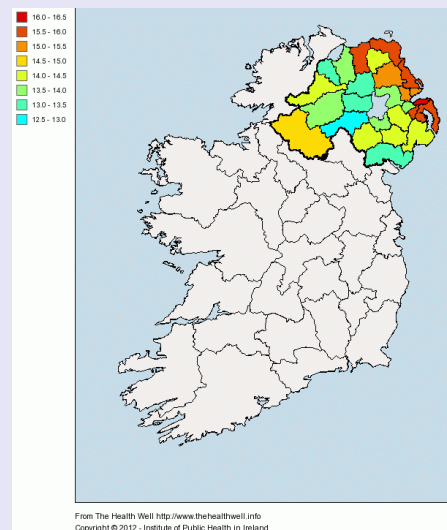 16.0 - 16.5
15.5 - 16.0
15.0 - 15.5
14.5 - 15.0
14.0 - 14.5
13.5 - 14.0
13.0 - 13.5
12.5 - 13.0
From The Health Well http://www.thehealthwell.info
Copyright © 2012 - Institute of Public Health in Ireland